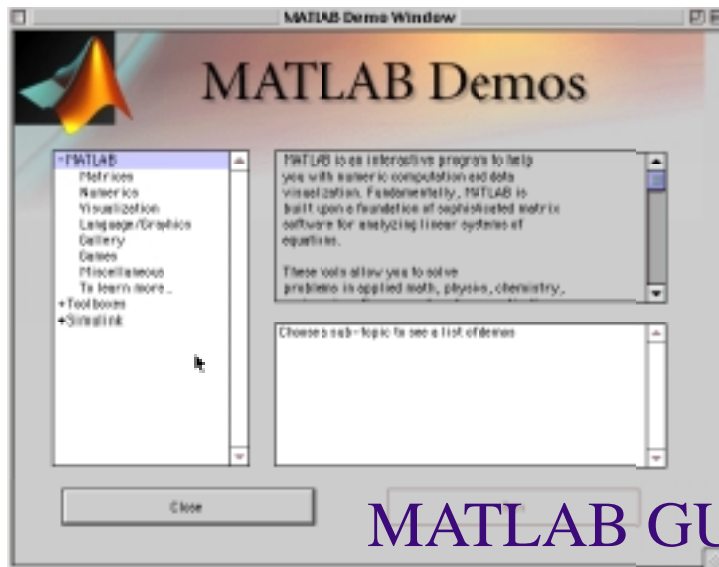 MATLAB Demo Window
MATLAB Demos
-MATLAB
Matrices
Numerics
Visualization
Language/Graphics
Gallery
Games
Miscellaneous
To learn more..
+Toolboxes
+Simulink
MATLAB is an interactive program to help
you with numeric computation and data
visualization. Fundamentally, MATLAB is
built upon a foundation of sophisticated matrix
software for analyzing linear systems of
equations.
These tools allow you to solve
problems in applied math, physics, chemistry,
Choose a sub-topic to see a list of demos
Close
MATLAB GU